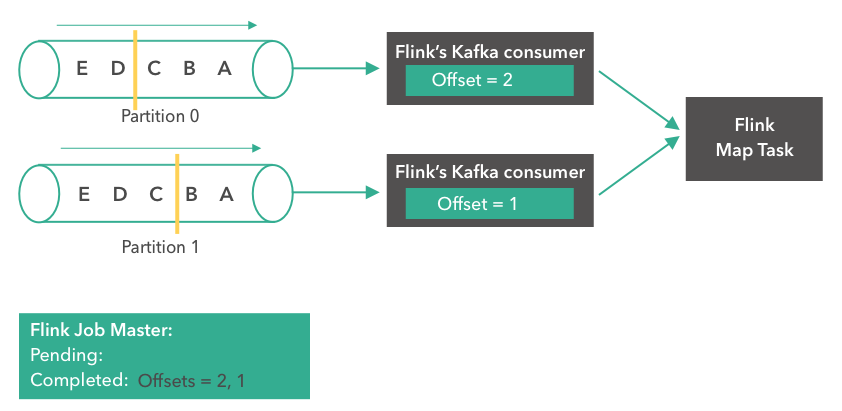 E D C B A
Partition 0
Flink's Kafka consumer
Offset = 2
E D C B A
Partition 1
Flink's Kafka consumer
Offset = 1
Flink
Map Task
Flink Job Master:
Pending:
Completed: Offsets = 2, 1